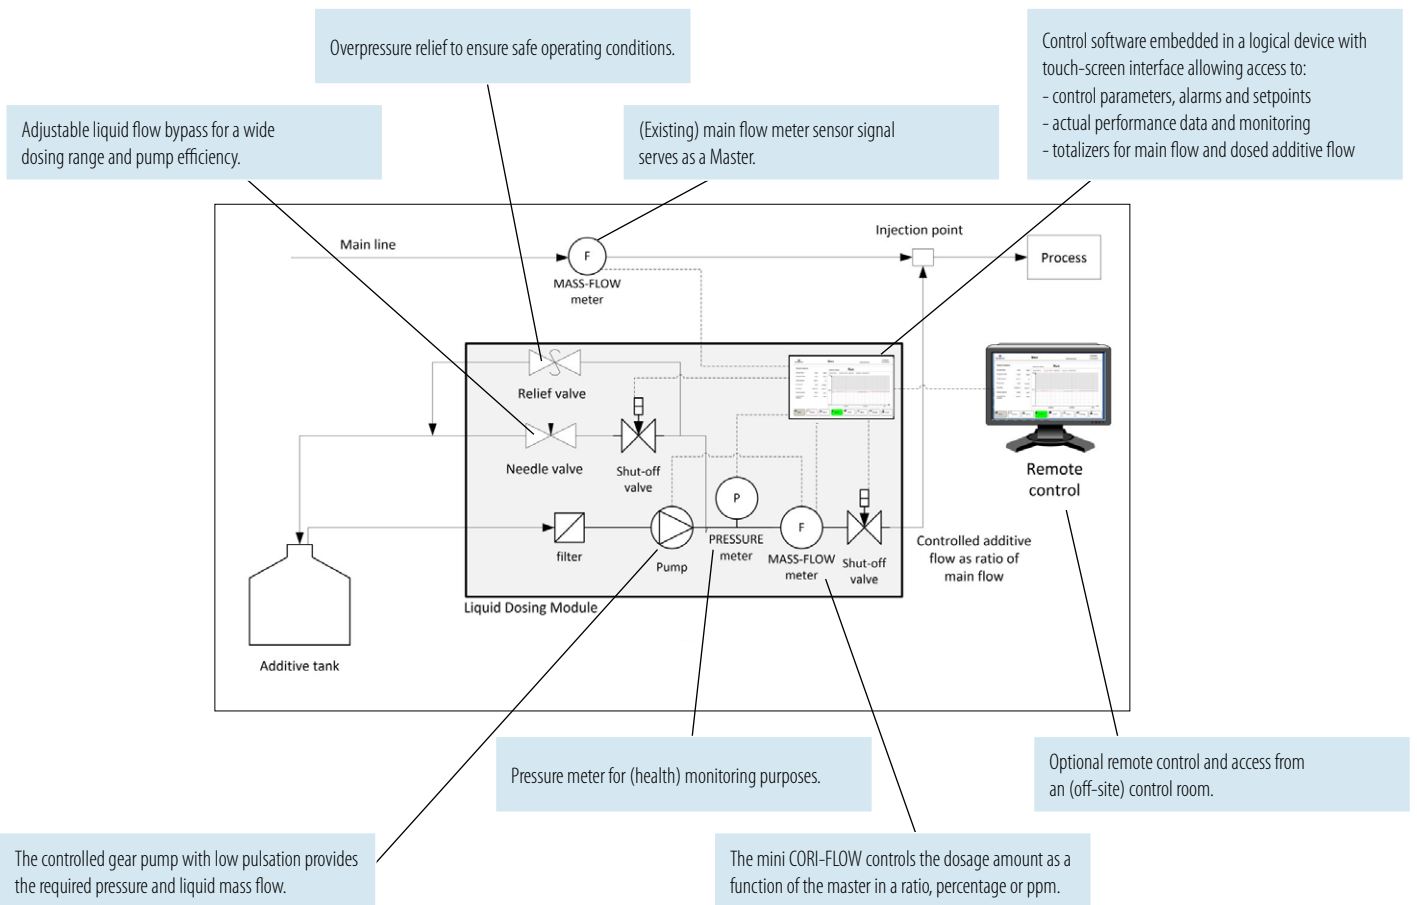 Overpressure relief to ensure safe operating conditions.
Control software embedded in a logical device with
touch-screen interface allowing access to:
- control parameters, alarms and setpoints
- actual performance data and monitoring
- totalizers for main flow and dosed additive flow
Adjustable liquid flow bypass for a wide
dosing range and pump efficiency.
(Existing) main flow meter sensor signal
serves as a Master.
Main line
F
MASS-FLOW
meter
Injection point
Process
Relief valve
Needle valve
Shut-off
valve
Remote
control
P
PRESSURE
meter
filter
Pump
F
MASS-FLOW
meter
Shut-off
valve
Controlled additive
flow as ratio of
main flow
Liquid Dosing Module
Additive tank
Pressure meter for (health) monitoring purposes.
Optional remote control and access from
an (off-site) control room.
The controlled gear pump with low pulsation provides
the required pressure and liquid mass flow.
The mini CORI-FLOW controls the dosage amount as a
function of the master in a ratio, percentage or ppm.